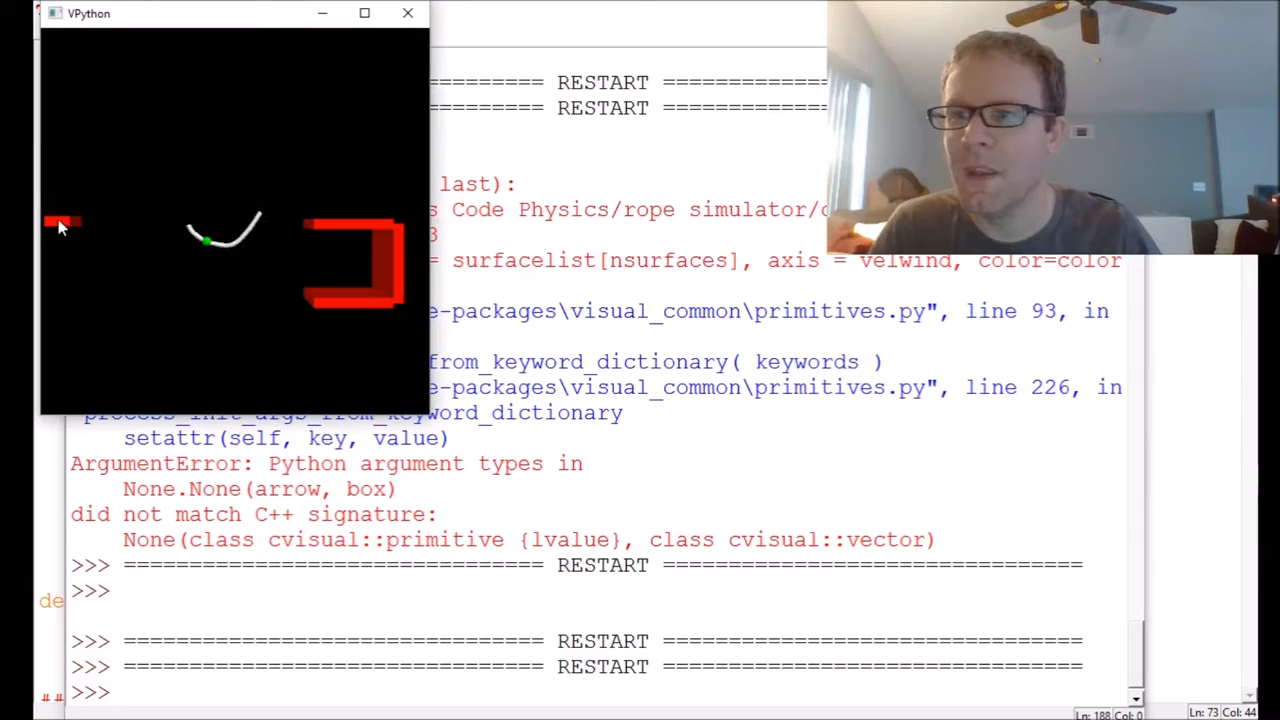 VPython
========= RESTART =============
========= RESTART =============
last):
s Code Physics/rope simulator/
3
= surfacelist[nsurfaces], axis = velwind, color=color
e-packages\visual_common\primitives.py", line 93, in
from_keyword_dictionary( keywords )
e-packages\visual_common\primitives.py", line 226, in
process_init_args_from_keyword_dictionary
setattr(self, key, value)
ArgumentError: Python argument types in
None.None(arrow, box)
did not match C++ signature:
None(class cvisual::primitive {lvalue}, class cvisual::vector)
>>> ================================ RESTART ================================
de >>>
>>> ================================ RESTART ================================
>>> ================================ RESTART ================================
## >>>
Ln: 188 Col: 0 Ln: 73 Col: 44